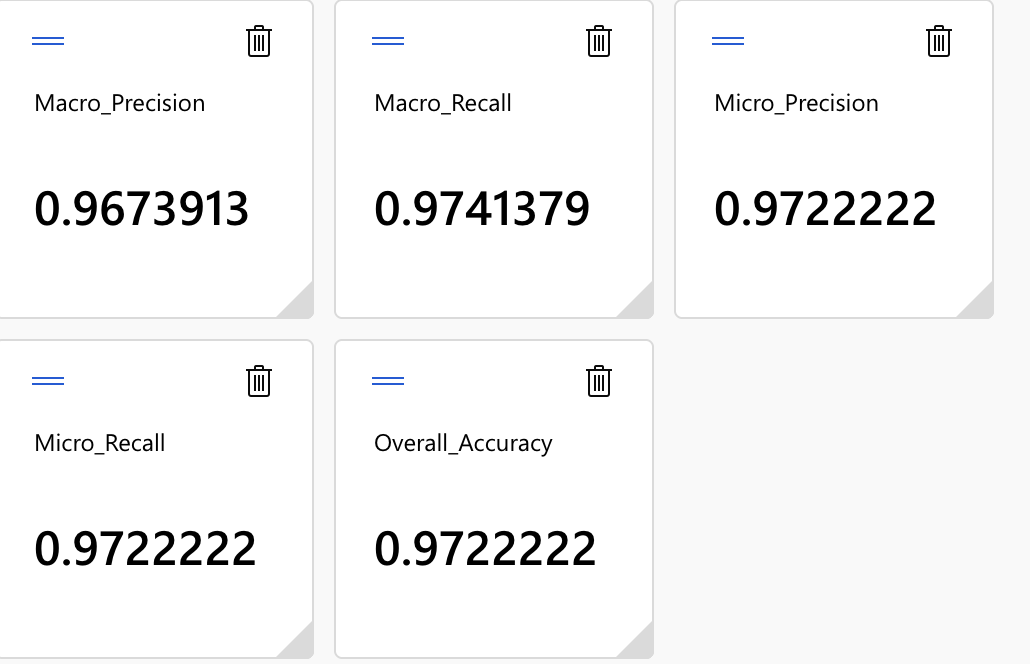 Macro_Precision
0.9673913
Macro_Recall
0.9741379
Micro_Precision
0.9722222
Micro_Recall
0.9722222
Overall_Accuracy
0.9722222